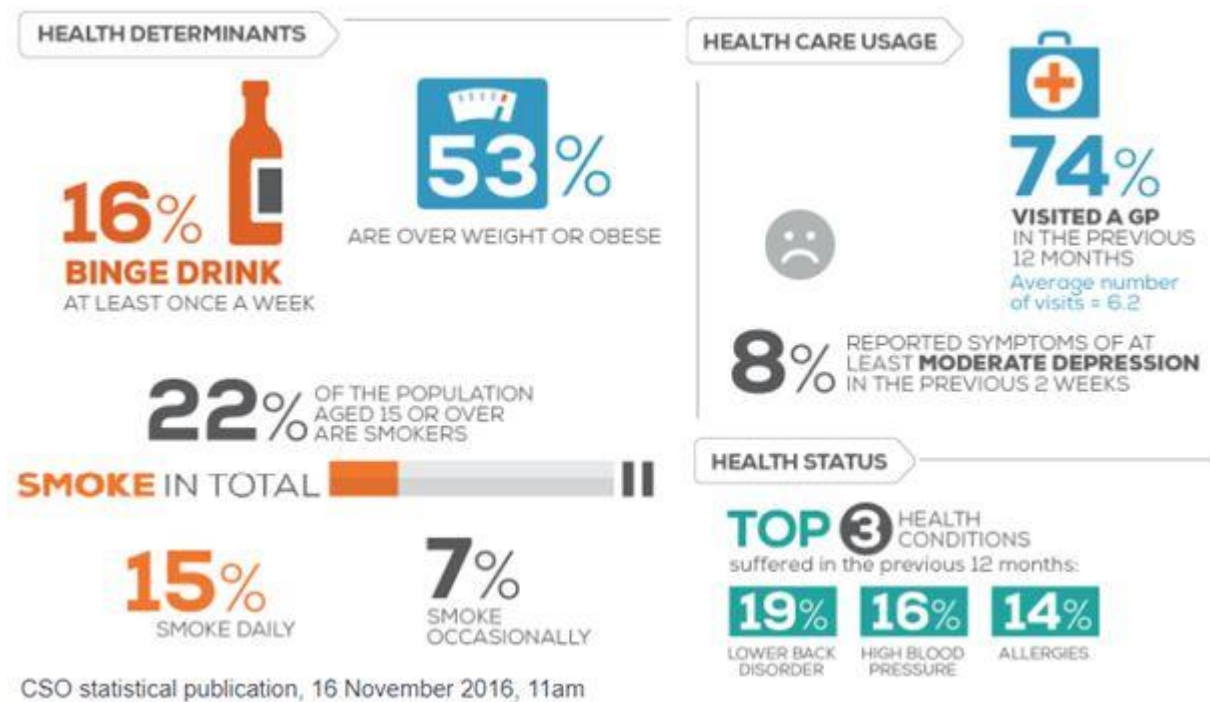 HEALTH DETERMINANTS
16%
BINGE DRINK
AT LEAST ONCE A WEEK
53%
ARE OVER WEIGHT OR OBESE
22%
OF THE POPULATION
AGED 15 OR OVER
ARE SMOKERS
SMOKE IN TOTAL
15%
SMOKE DAILY
7%
SMOKE
OCCASIONALLY
HEALTH CARE USAGE
74%
VISITED A GP
IN THE PREVIOUS
12 MONTHS
Average number
of visits = 6.2
8%
REPORTED SYMPTOMS OF AT
LEAST MODERATE DEPRESSION
IN THE PREVIOUS 2 WEEKS
HEALTH STATUS
TOP 3 HEALTH
CONDITIONS
suffered in the previous 12 months:
19%
LOWER BACK
DISORDER
16%
HIGH BLOOD
PRESSURE
14%
ALLERGIES
CSO statistical publication, 16 November 2016, 11am